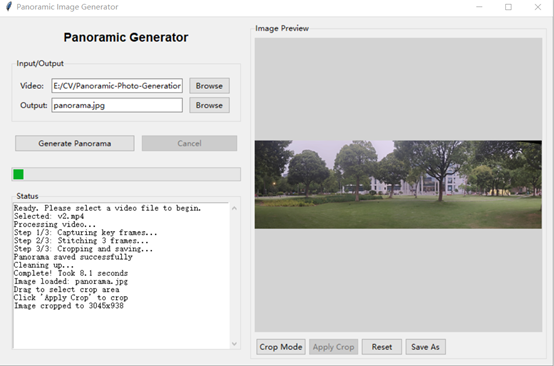 Panoramic Image Generator
Panoramic Generator
Input/Output
Video: E:/CV/Panoramic-Photo-Generation Browse
Output: panorama.jpg Browse
Generate Panorama Cancel
Status
Ready. Please select a video file to begin.
Selected: v2.mp4
Processing video...
Step 1/3: Capturing key frames...
Step 2/3: Stitching 3 frames...
Step 3/3: Cropping and saving...
Panorama saved successfully
Cleaning up...
Complete! Took 8.1 seconds
Image loaded: panorama.jpg
Drag to select crop area
Click 'Apply Crop' to crop
Image cropped to 3045x938
Image Preview
Crop Mode Apply Crop Reset Save As